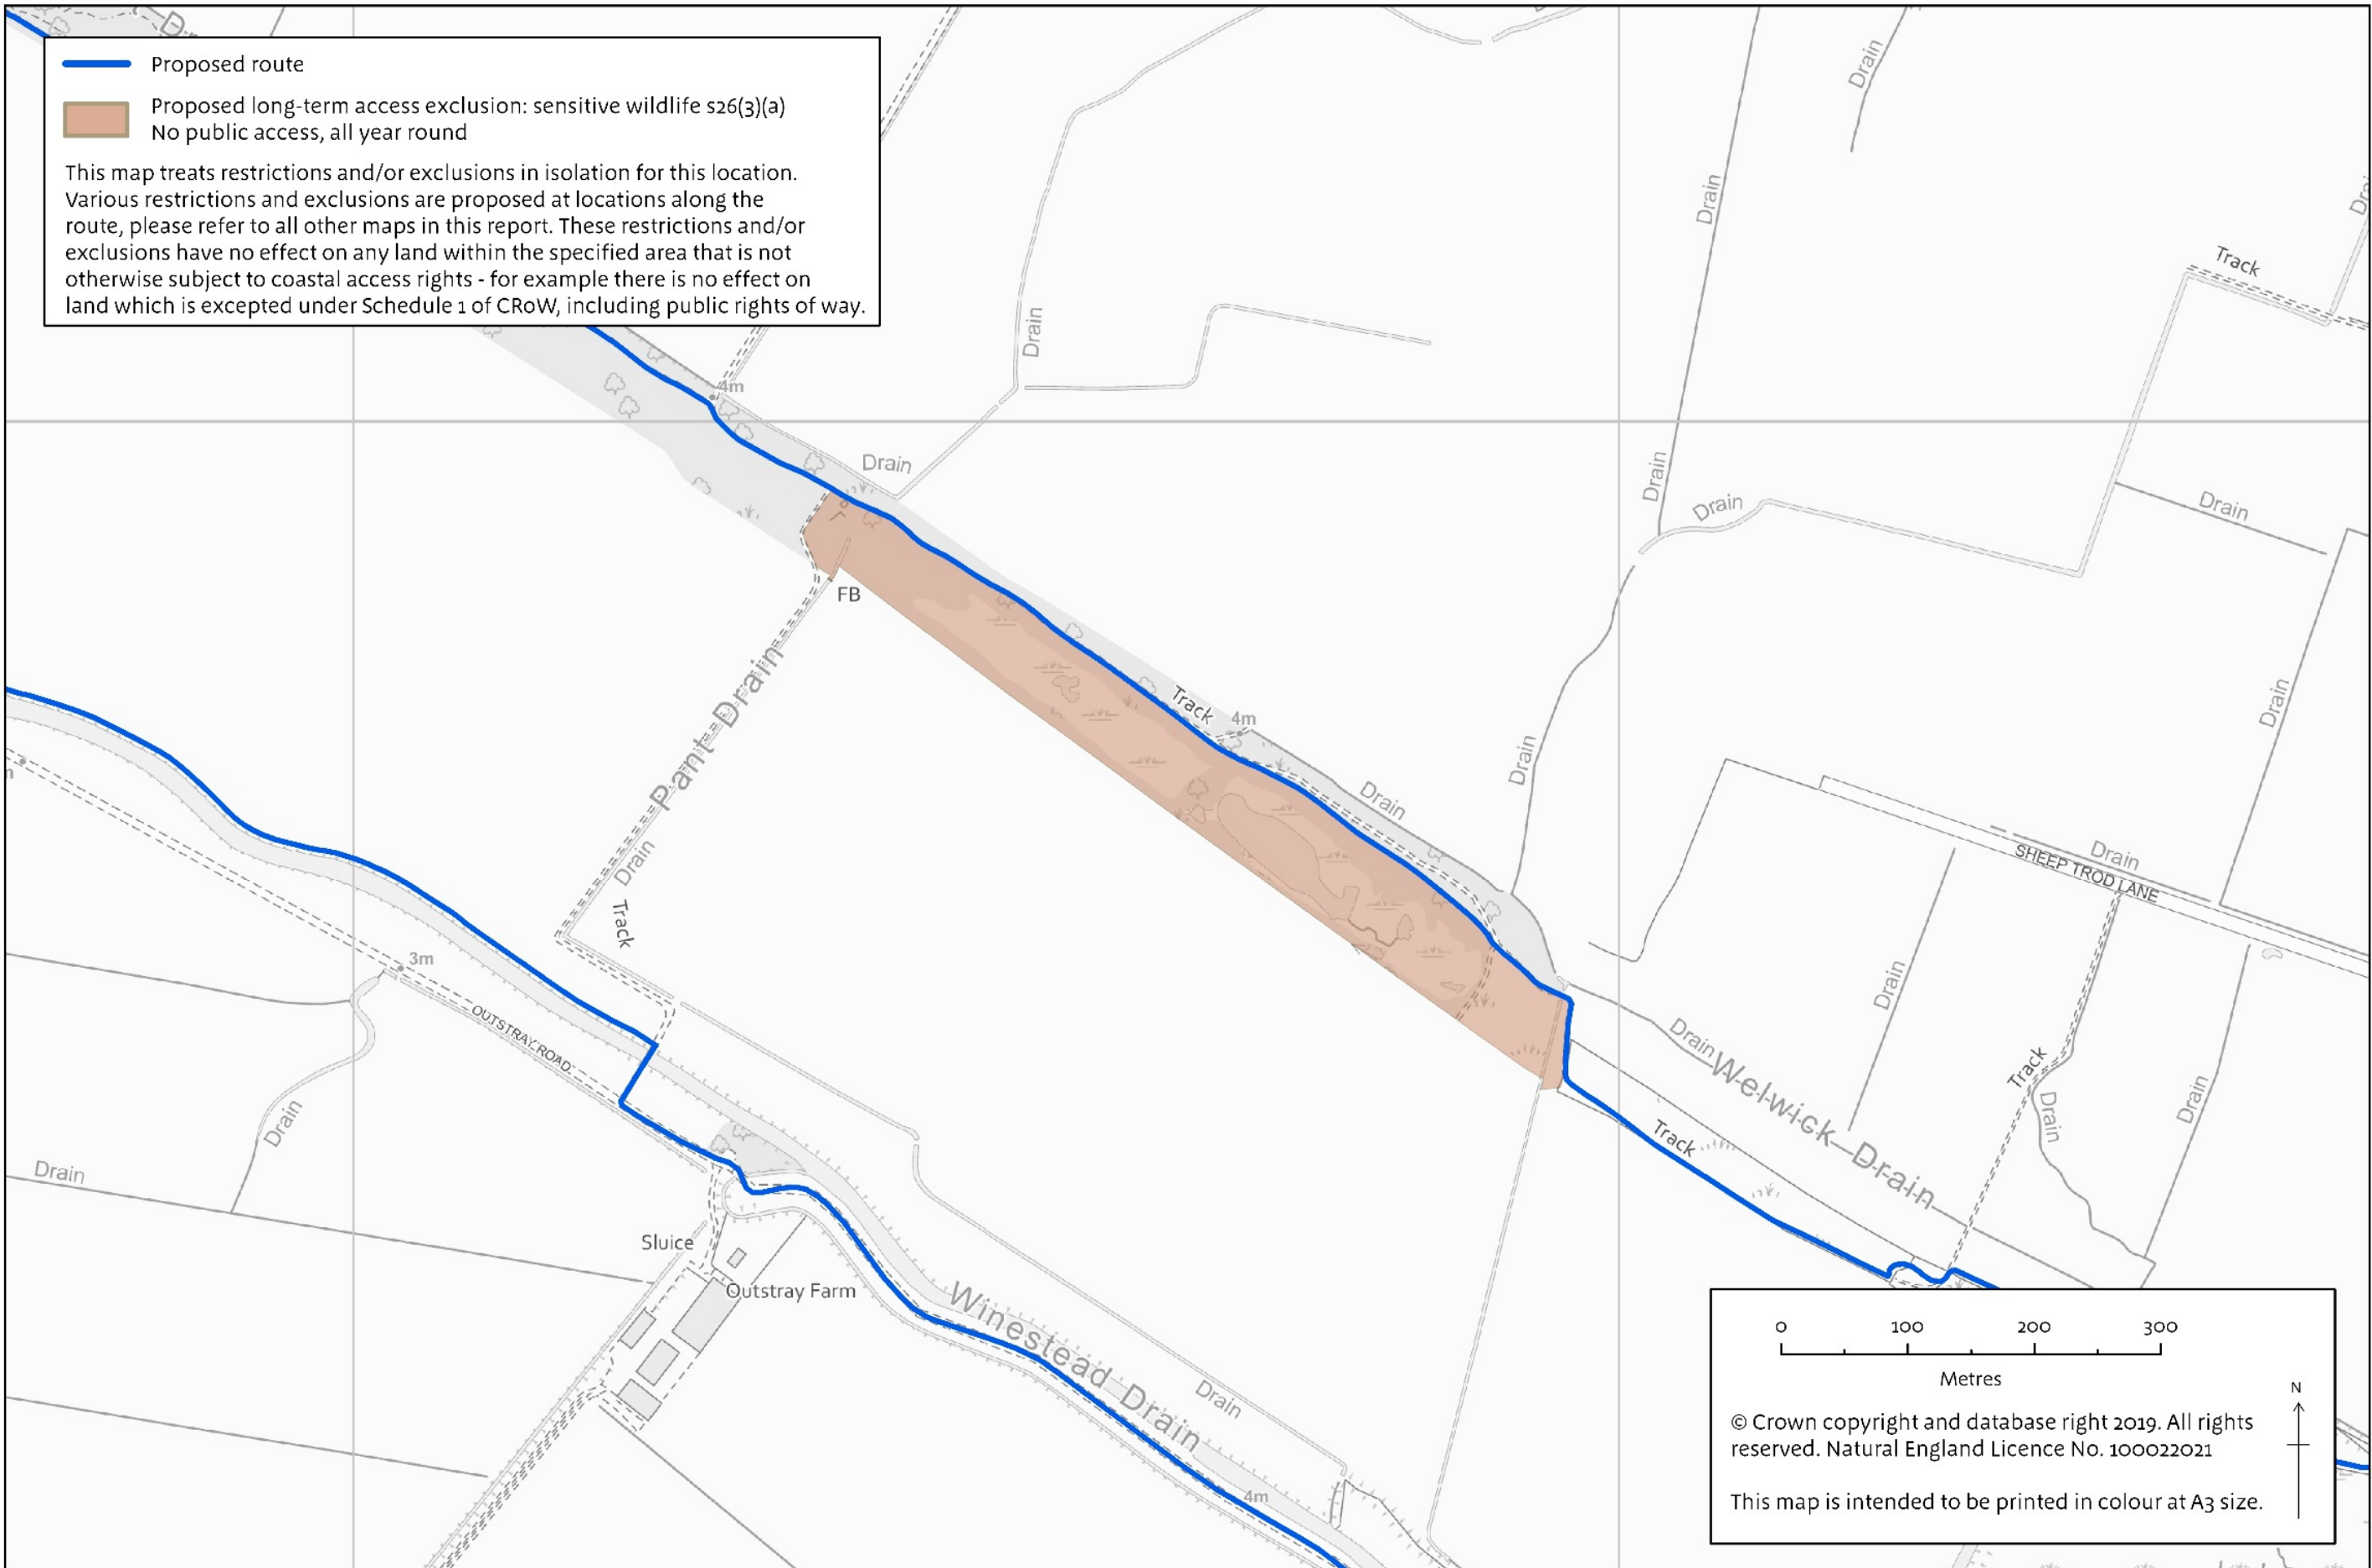 Proposed route
Proposed long-term access exclusion: sensitive wildlife s26(3)(a)
No public access, all year round
This map treats restrictions and/or exclusions in isolation for this location.
Various restrictions and exclusions are proposed at locations along the
route, please refer to all other maps in this report. These restrictions and/or
exclusions have no effect on any land within the specified area that is not
otherwise subject to coastal access rights - for example there is no effect on
land which is excepted under Schedule 1 of CRoW, including public rights of way.
Drain
Drain
Track
Drain
4m
Drain
Drain
Drain
Drain
FB
Pant Drain
Drain
Track
Track
4m
Drain
Drain
Drain
Drain
SHEEP TROD LANE
3m
OUTSTRAY ROAD
Drain
Drain
Drain
Drain
Welwick Drain
Track
Track
Drain
Drain
Sluice
Outstray Farm
Winestead Drain
Drain
4m
0 100 200 300
Metres
N
© Crown copyright and database right 2019. All rights
reserved. Natural England Licence No. 100022021
This map is intended to be printed in colour at A3 size.